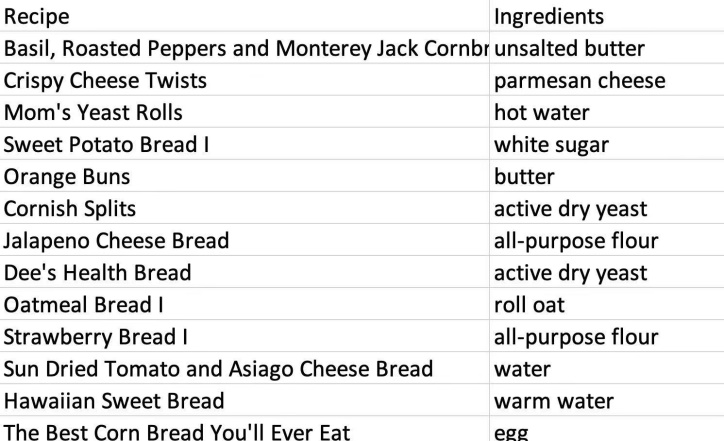 Recipe Ingredients
Basil, Roasted Peppers and Monterey Jack Cornbr unsalted butter
Crispy Cheese Twists parmesan cheese
Mom's Yeast Rolls hot water
Sweet Potato Bread I white sugar
Orange Buns butter
Cornish Splits active dry yeast
Jalapeno Cheese Bread all-purpose flour
Dee's Health Bread active dry yeast
Oatmeal Bread I roll oat
Strawberry Bread I all-purpose flour
Sun Dried Tomato and Asiago Cheese Bread water
Hawaiian Sweet Bread warm water
The Best Corn Bread You'll Ever Eat egg